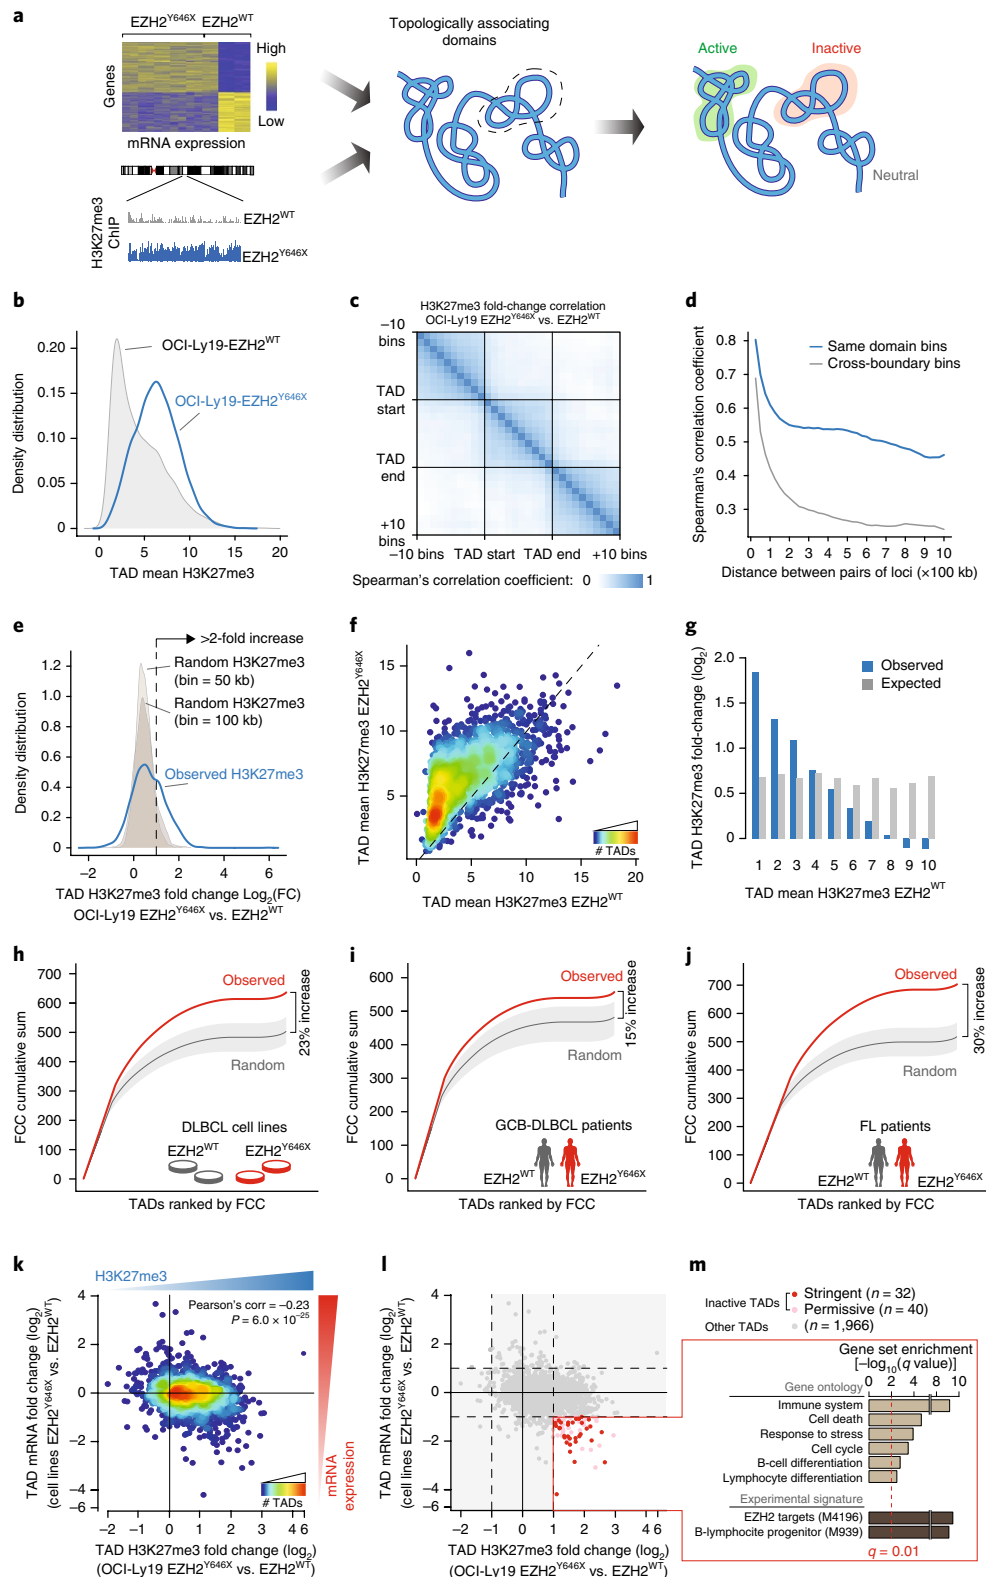 a
EZH2Y646X EZH2WT
Genes
High
Low
mRNA expression
H3K27me3
ChIP
EZH2WT
EZH2Y646X
Topologically associating
domains
Active
Inactive
Neutral
b
0.20
0.15
0.10
0.05
0
Density distribution
OCI-Ly19-EZH2WT
OCI-Ly19-EZH2Y646X
0 5 10 15 20
TAD mean H3K27me3
c
H3K27me3 fold-change correlation
OCI-Ly19 EZH2Y646X vs. EZH2WT
–10
bins
TAD
start
TAD
end
+10
bins
–10 bins TAD start TAD end +10 bins
Spearman's correlation coefficient: 0 1
d
Spearman's correlation coefficient
0.8
0.7
0.6
0.5
0.4
0.3
Same domain bins
Cross-boundary bins
0 1 2 3 4 5 6 7 8 9 10
Distance between pairs of loci (×100 kb)
e
>2-fold increase
Random H3K27me3
(bin = 50 kb)
Random H3K27me3
(bin = 100 kb)
Observed H3K27me3
Density distribution
1.2
1.0
0.8
0.6
0.4
0.2
0
–2 0 2 4 6
TAD H3K27me3 fold change Log2(FC)
OCI-Ly19 EZH2Y646X vs. EZH2WT
f
TAD mean H3K27me3 EZH2Y646X
15
10
5
# TADs
0 5 10 15 20
TAD mean H3K27me3 EZH2WT
g
TAD H3K27me3 fold-change (log2)
2.0
1.5
1.0
0.5
0
Observed
Expected
1 2 3 4 5 6 7 8 9 10
TAD mean H3K27me3 EZH2WT
h
FCC cumulative sum
700
600
500
400
300
200
100
0
Observed
Random
23% increase
DLBCL cell lines
EZH2WT EZH2Y646X
TADs ranked by FCC
i
FCC cumulative sum
600
500
400
300
200
100
0
Observed
Random
15% increase
GCB-DLBCL patients
EZH2WT EZH2Y646X
TADs ranked by FCC
j
FCC cumulative sum
700
600
500
400
300
200
100
0
Observed
Random
30% increase
FL patients
EZH2WT EZH2Y646X
TADs ranked by FCC
k
H3K27me3
Pearson's corr = –0.23
P = 6.0 × 10–25
TAD mRNA fold change (log2)
(cell lines EZH2Y646X vs. EZH2WT)
4
2
0
–2
–4
–6
mRNA
expression
# TADs
–2 –1 0 1 2 4 6
TAD H3K27me3 fold change (log2)
(OCI-Ly19 EZH2Y646X vs. EZH2WT)
l
TAD mRNA fold change (log2)
(cell lines EZH2Y646X vs. EZH2WT)
4
2
0
–2
–4
–6
–2 –1 0 1 2 4 6
TAD H3K27me3 fold change (log2)
(OCI-Ly19 EZH2Y646X vs. EZH2WT)
m
Inactive TADs
Stringent (n = 32)
Permissive (n = 40)
Other TADs
(n = 1,966)
Gene set enrichment
[–log10(q value)]
0 2 4 6 8 10
Gene ontology
Immune system
Cell death
Response to stress
Cell cycle
B-cell differentiation
Lymphocyte differentiation
Experimental signature
EZH2 targets (M4196)
B-lymphocite progenitor (M939)
q = 0.01